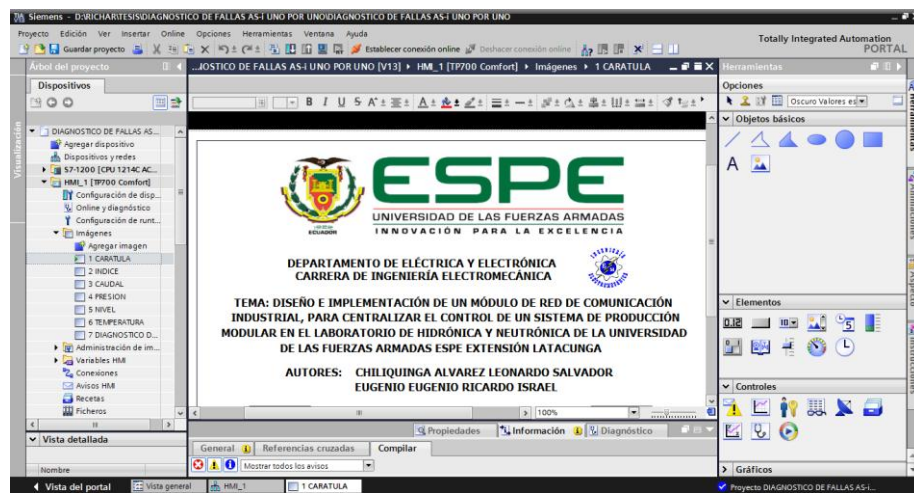 Siemens - D:\RICHAR\TESIS\DIAGNOSTICO DE FALLAS AS-i UNO POR UNO\DIAGNOSTICO DE FALLAS AS-I UNO POR UNO
Proyecto Edición Ver Insertar Online Opciones Herramientas Ventana Ayuda
Guardar proyecto Establecer conexión online Deshacer conexión online
Totally Integrated Automation
PORTAL
Árbol del proyecto
...JOSTICO DE FALLAS AS-i UNO POR UNO [V13] HMI_1 [TP700 Comfort] Imágenes 1 CARATULA
Herramientas
Dispositivos
Opciones
Oscuro Valores es
Visualización
DIAGNOSTICO DE FALLAS AS...
Agregar dispositivo
Dispositivos y redes
S7-1200 [CPU 1214C AC...
HMI_1 [TP700 Comfort]
Configuración de disp...
Online y diagnóstico
Configuración de runt...
Imágenes
Agregar imagen
1 CARATULA
2 INDICE
3 CAUDAL
4 PRESION
5 NIVEL
6 TEMPERATURA
7 DIAGNOSTICO D...
Administración de im...
Variables HMI
Conexiones
Avisos HMI
Recetas
Ficheros
Vista detallada
Nombre
ECUADOR
ESPE
UNIVERSIDAD DE LAS FUERZAS ARMADAS
INNOVACIÓN PARA LA EXCELENCIA
DEPARTAMENTO DE ELÉCTRICA Y ELECTRÓNICA
CARRERA DE INGENIERÍA ELECTROMECÁNICA
TEMA: DISEÑO E IMPLEMENTACIÓN DE UN MÓDULO DE RED DE COMUNICACIÓN
INDUSTRIAL, PARA CENTRALIZAR EL CONTROL DE UN SISTEMA DE PRODUCCIÓN
MODULAR EN EL LABORATORIO DE HIDRÓNICA Y NEUTRÓNICA DE LA UNIVERSIDAD
DE LAS FUERZAS ARMADAS ESPE EXTENSIÓN LATACUNGA
AUTORES: CHILIQUINGA ALVAREZ LEONARDO SALVADOR
EUGENIO EUGENIO RICARDO ISRAEL
100%
Propiedades Información Diagnóstico
General Referencias cruzadas Compilar
Mostrar todos los avisos
Objetos básicos
Elementos
Controles
Gráficos
Herramientas
Vista del portal Vista general HMI_1 1 CARATULA
Proyecto DIAGNOSTICO DE FALLAS AS-i...